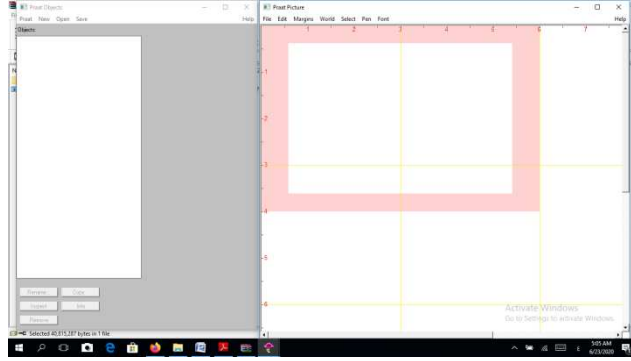 Praat Objects
Praat New Open Save Help
Objects:
Rename... Copy...
Inspect Info
Remove
Selected 40,815,287 bytes in 1 file
Praat Picture
File Edit Margins World Select Pen Font Help
1 2 3 4 5 6 7
-1
-2
-3
-4
-5
-6
Activate Windows
Go to Settings to activate Windows.
5:05 AM
6/23/2020